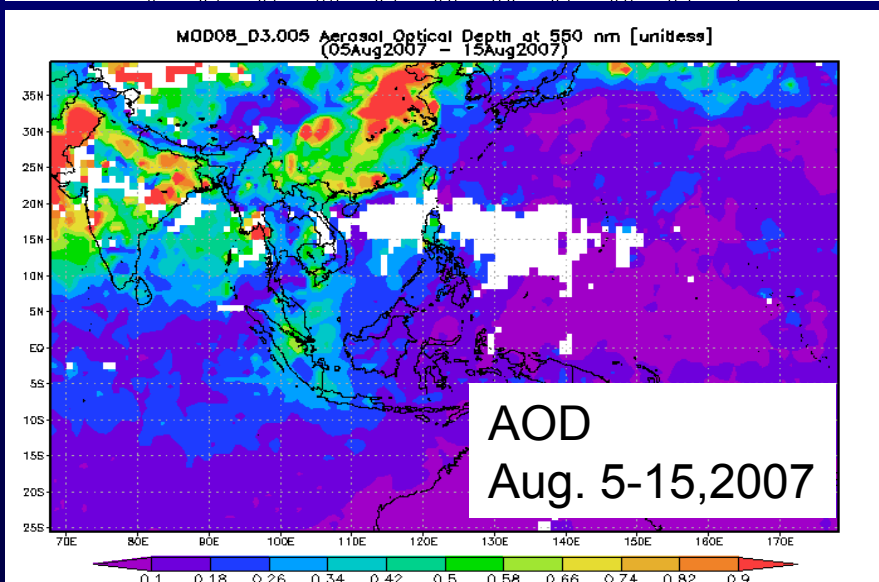 MOD08_D3.005 Aerosol Optical Depth at 550 nm [unitless]
(05Aug2007 - 15Aug2007)
35N
30N
25N
20N
15N
10N
5N
EQ
5S
10S
15S
20S
25S
AOD
Aug. 5-15,2007
70E 80E 90E 100E 110E 120E 130E 140E 150E 160E 170E
0.1 0.18 0.26 0.34 0.42 0.5 0.58 0.66 0.74 0.82 0.9